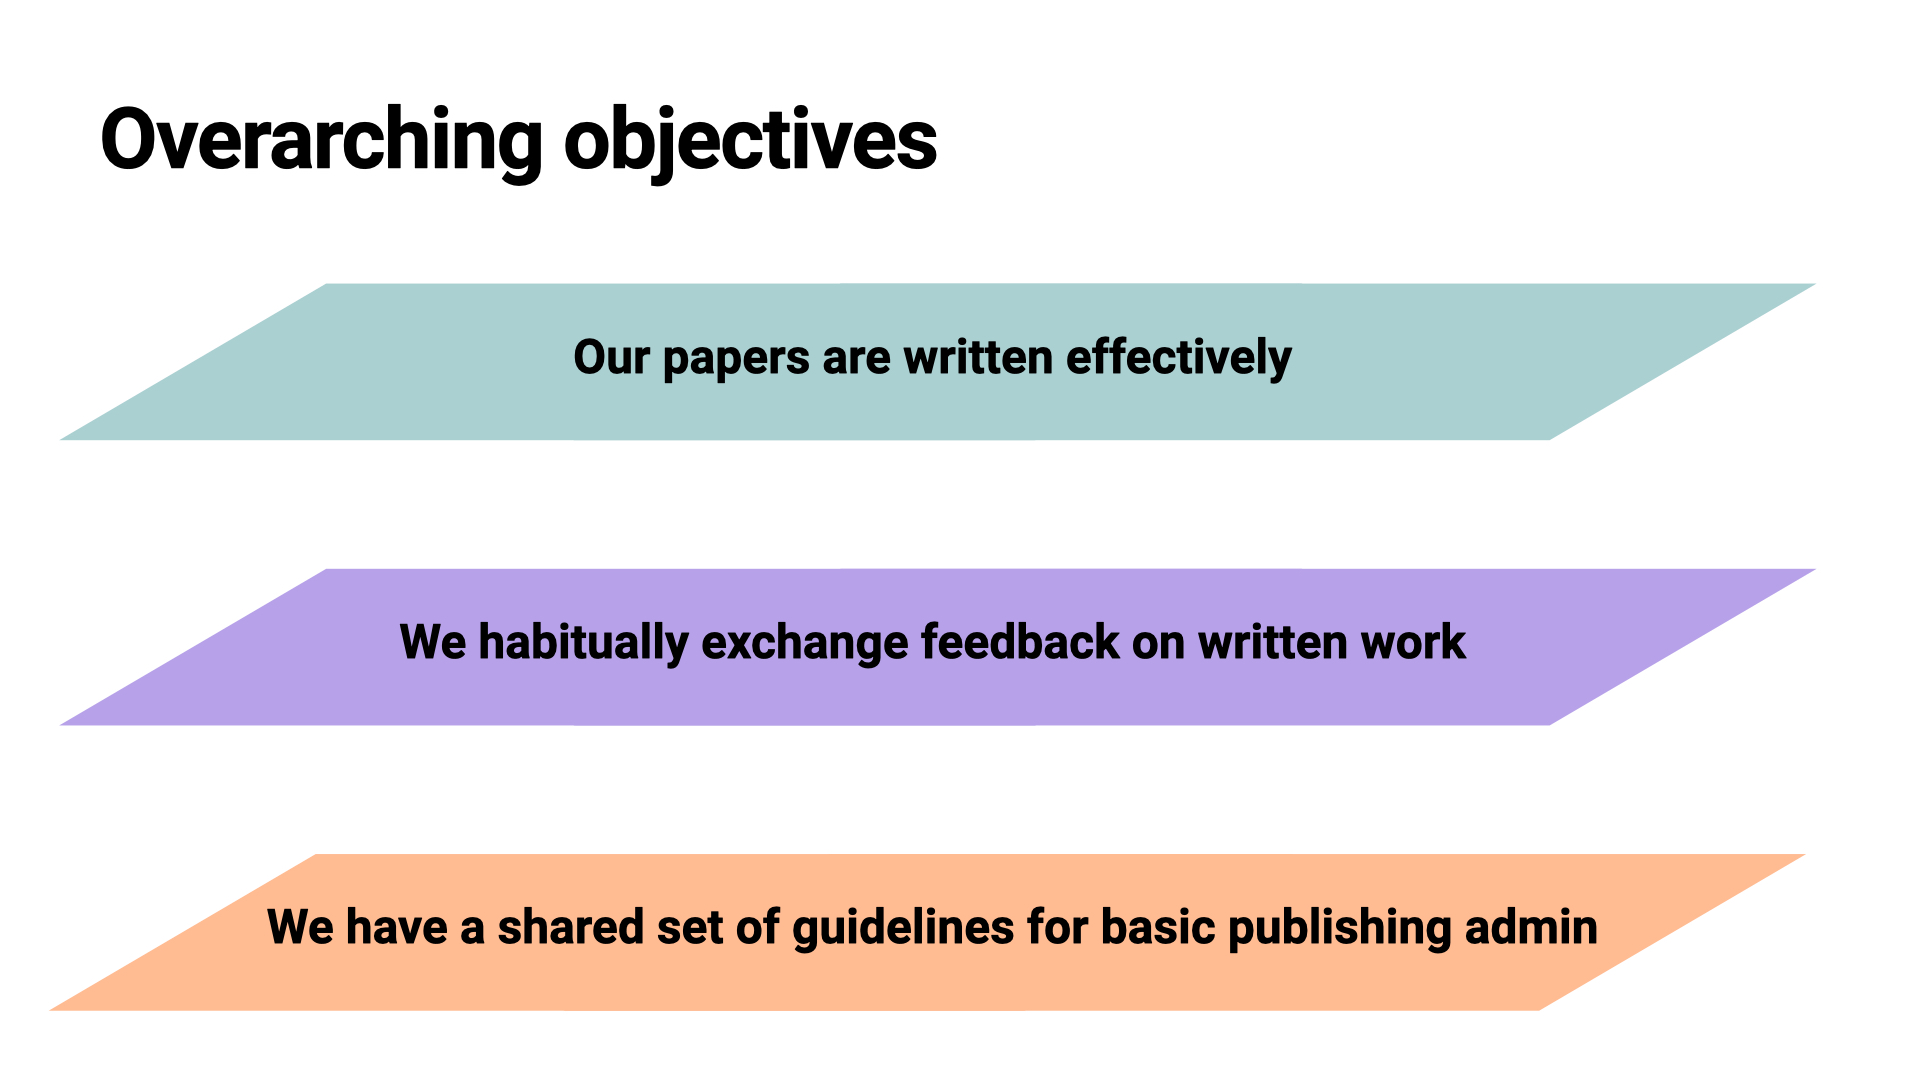 Overarching objectives
Our papers are written effectively
We habitually exchange feedback on written work
We have a shared set of guidelines for basic publishing admin